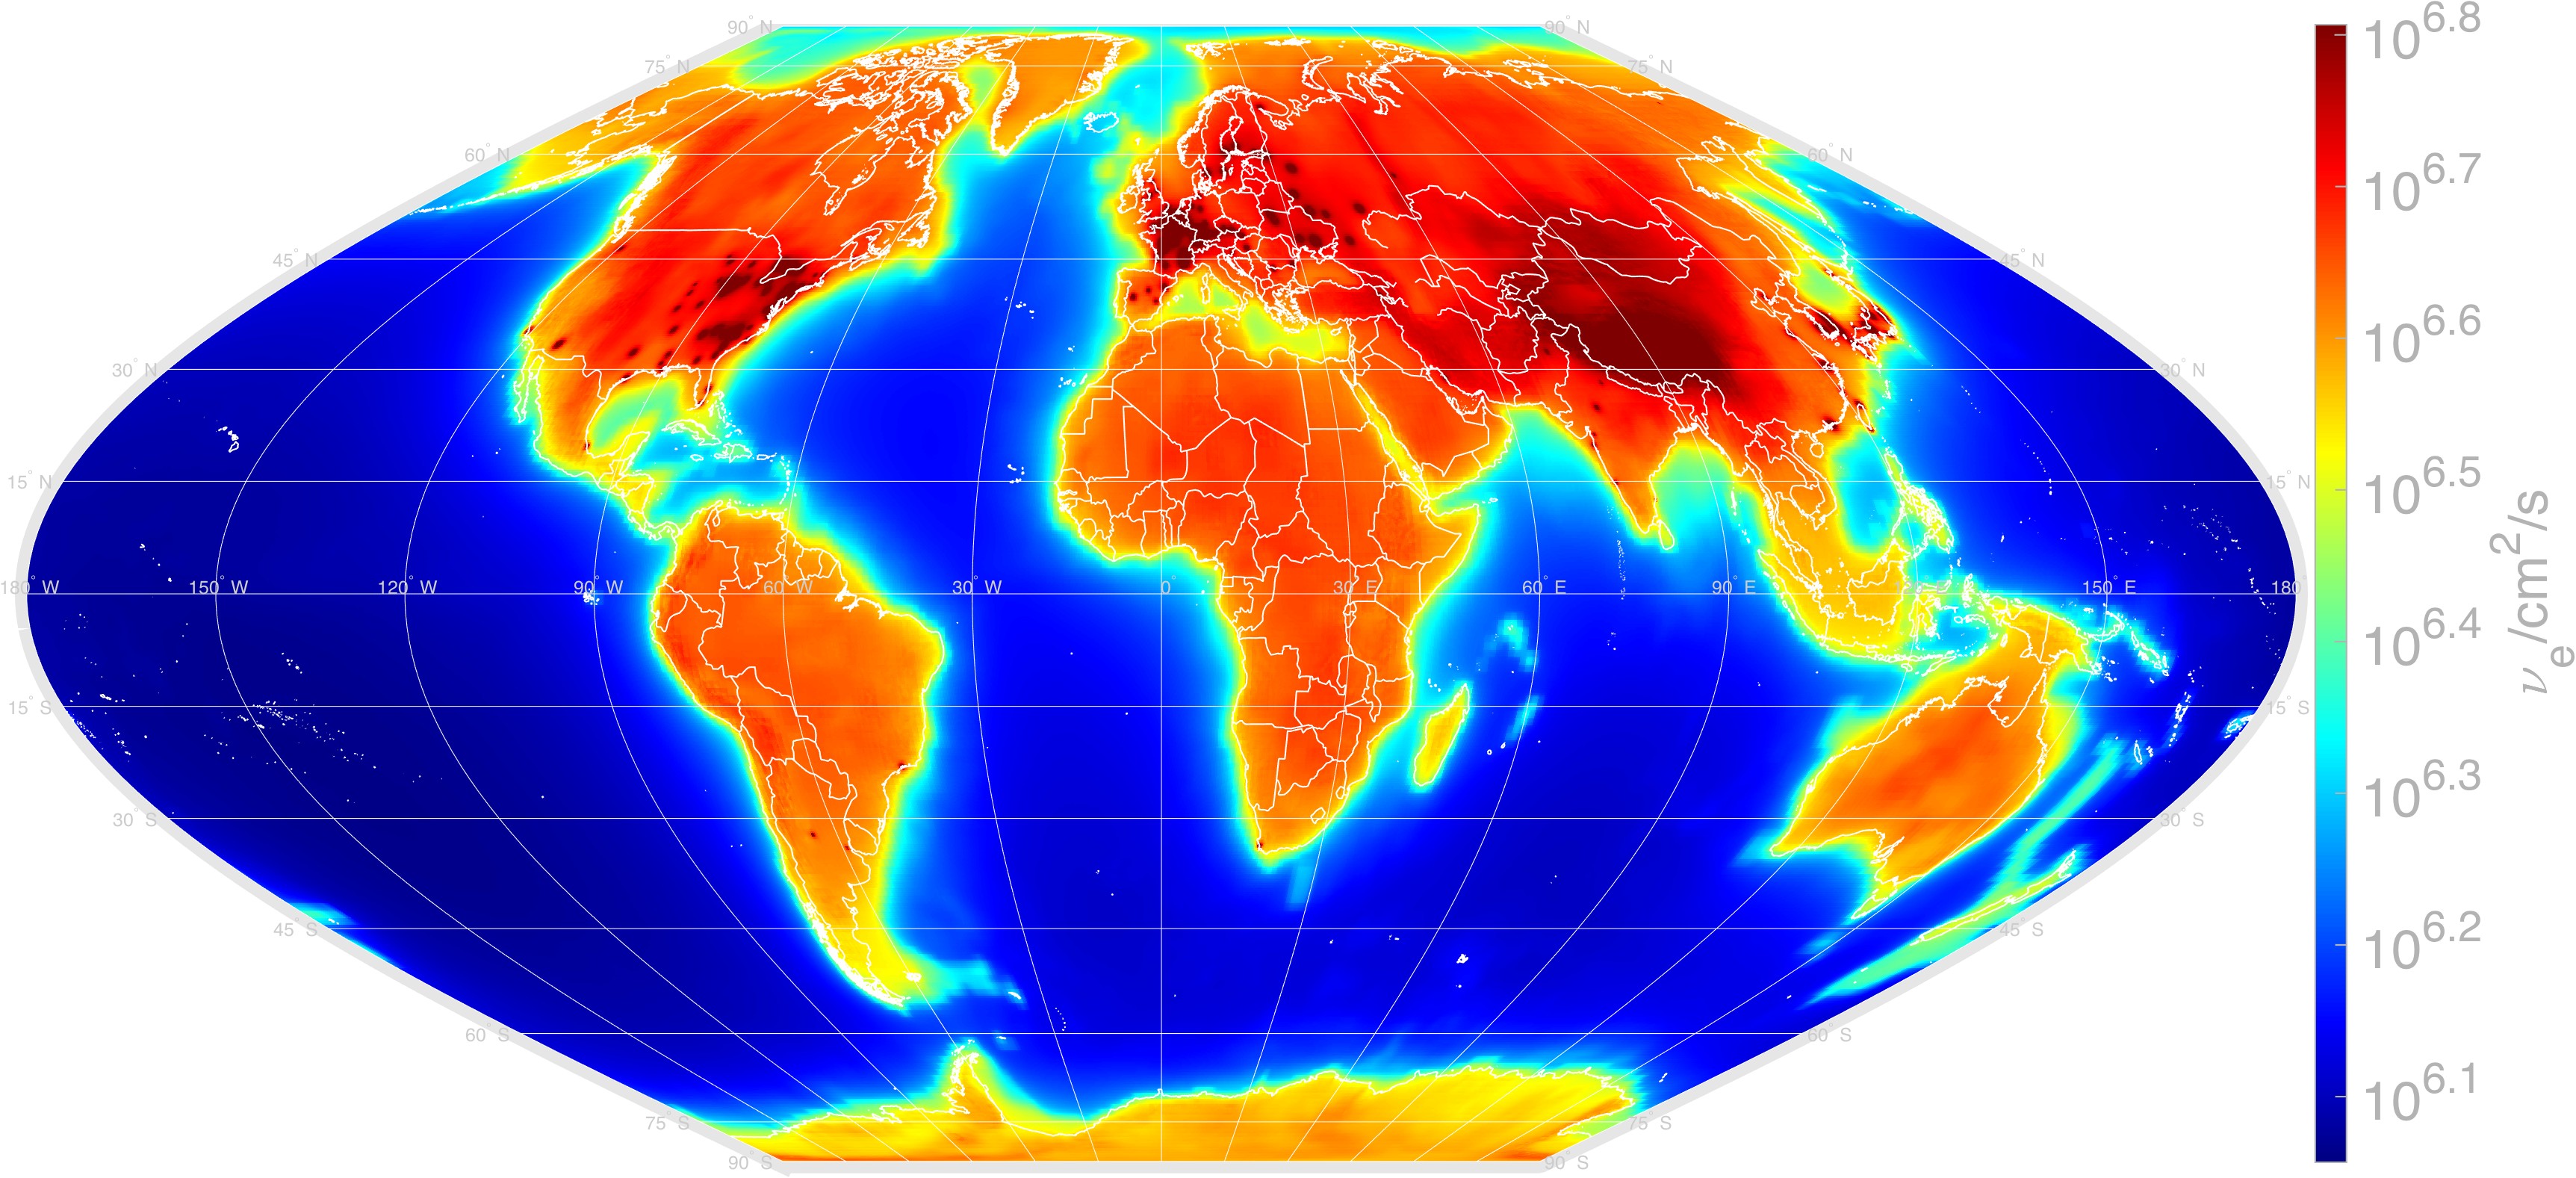 90° N 90° N
75° N 75° N
60° N 60° N
45° N 45° N
30° N 30° N
15° N 15° N
180° W 150° W 120° W 90° W 60° W 30° W 0° 30° E 60° E 90° E 150° E 180°
15° S 15° S
30° S 30° S
45° S 45° S
60° S 60° S
75° S 75° S
90° S 90° S
10^6.8
10^6.7
10^6.6
10^6.5
10^6.4
10^6.3
10^6.2
10^6.1
ν_e/cm^2/s